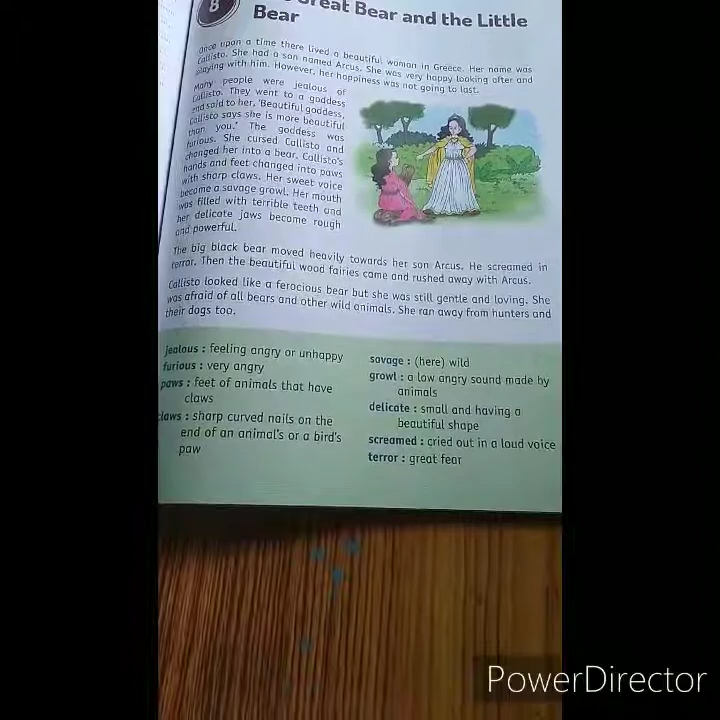 8
Great Bear and the Little
Bear
Once upon a time there lived a beautiful woman in Greece. Her name was
Callisto. She had a son named Arcus. She was very happy looking after and
playing with him. However, her happiness was not going to last.
Many people were jealous of
Callisto. They went to a goddess
and said to her, 'Beautiful goddess,
Callisto says she is more beautiful
than you.' The goddess was
furious. She cursed Callisto and
changed her into a bear. Callisto's
hands and feet changed into paws
with sharp claws. Her sweet voice
became a savage growl. Her mouth
was filled with terrible teeth and
her delicate jaws became rough
and powerful.
The big black bear moved heavily towards her son Arcus. He screamed in
terror. Then the beautiful wood fairies came and rushed away with Arcus.
Callisto looked like a ferocious bear but she was still gentle and loving. She
was afraid of all bears and other wild animals. She ran away from hunters and
their dogs too.
jealous : feeling angry or unhappy
furious : very angry
paws : feet of animals that have
claws
claws : sharp curved nails on the
end of an animal's or a bird's
paw
savage : (here) wild
growl : a low angry sound made by
animals
delicate : small and having a
beautiful shape
screamed : cried out in a loud voice
terror : great fear
PowerDirector